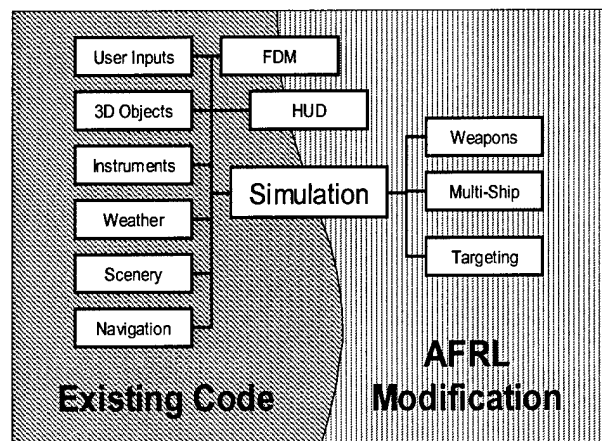 User Inputs
FDM
3D Objects
HUD
Instruments
Weapons
Simulation
Multi-Ship
Weather
Scenery
Targeting
Navigation
Existing Code
AFRL
Modification